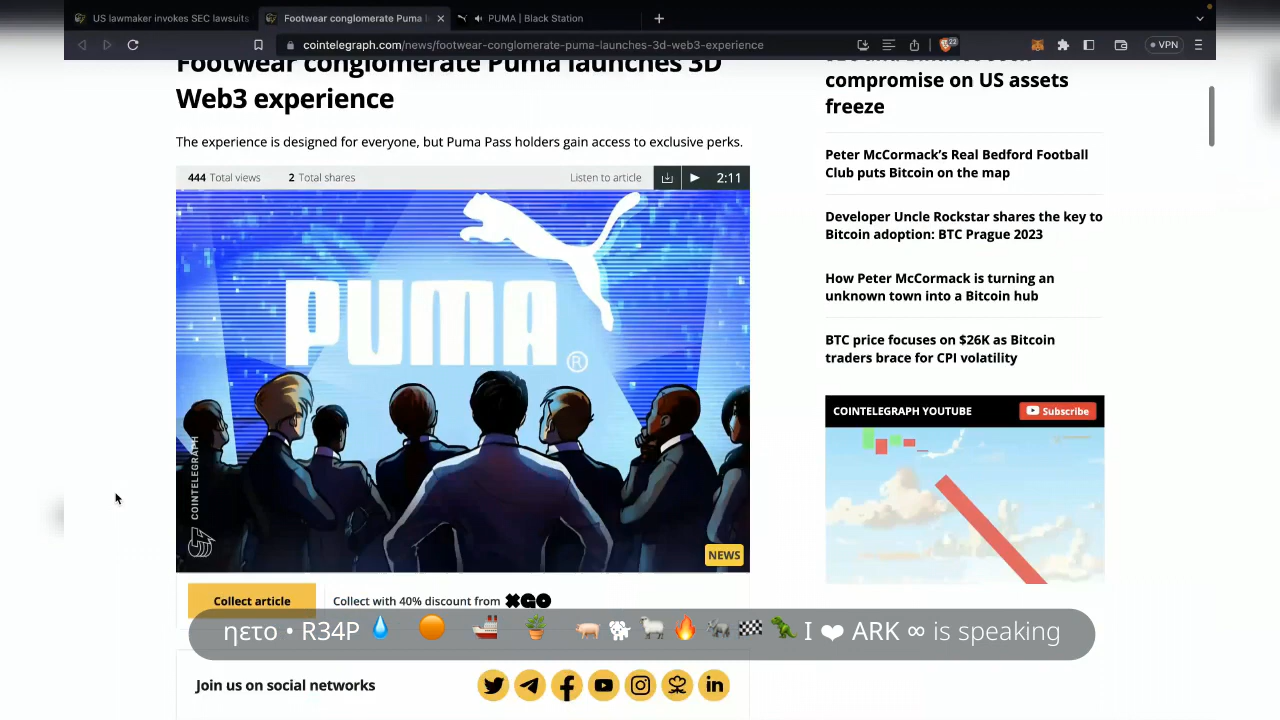 US lawmaker invokes SEC lawsuits
Footwear conglomerate Puma l
PUMA | Black Station
cointelegraph.com/news/footwear-conglomerate-puma-launches-3d-web3-experience
22
VPN
Footwear conglomerate Puma launches 3D
Web3 experience
The experience is designed for everyone, but Puma Pass holders gain access to exclusive perks.
444 Total views
2 Total shares
Listen to article
2:11
PUMA
®
COINTELEGRAPH
NEWS
Collect article
Collect with 40% discount from XGO
Join us on social networks
compromise on US assets
freeze
Peter McCormack’s Real Bedford Football
Club puts Bitcoin on the map
Developer Uncle Rockstar shares the key to
Bitcoin adoption: BTC Prague 2023
How Peter McCormack is turning an
unknown town into a Bitcoin hub
BTC price focuses on $26K as Bitcoin
traders brace for CPI volatility
COINTELEGRAPH YOUTUBE
Subscribe
ηετο • R34P 💧 🟠 🚢 🪴 🐖 🐩 🐑 🔥 🐘 🏁 🦖 I ❤ ARK ∞ is speaking